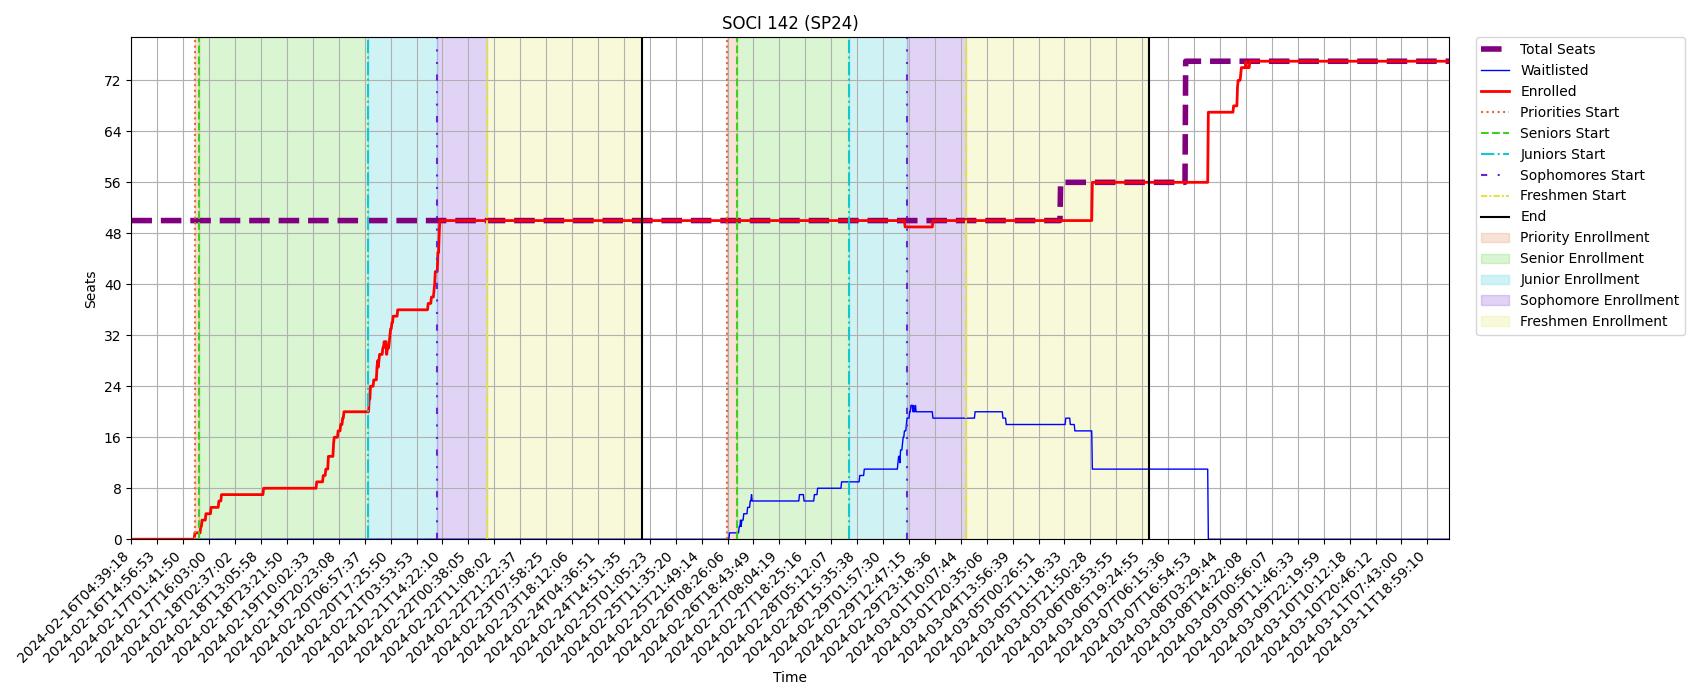 SOCI 142 (SP24)
Total Seats
Waitlisted
Enrolled
Priorities Start
Seniors Start
Juniors Start
Sophomores Start
Freshmen Start
End
Priority Enrollment
Senior Enrollment
Junior Enrollment
Sophomore Enrollment
Freshmen Enrollment
Seats
72
64
56
48
40
32
24
16
8
0
2024-02-16T04:39:18
2024-02-16T14:56:53
2024-02-17T01:41:50
2024-02-17T16:03:00
2024-02-18T02:37:02
2024-02-18T13:05:58
2024-02-18T23:21:50
2024-02-19T10:02:33
2024-02-19T20:23:08
2024-02-20T06:57:37
2024-02-20T17:25:50
2024-02-21T03:53:53
2024-02-21T14:22:10
2024-02-22T00:38:05
2024-02-22T11:08:02
2024-02-22T21:22:37
2024-02-23T07:58:25
2024-02-23T18:12:06
2024-02-24T04:36:51
2024-02-24T14:51:35
2024-02-25T01:05:23
2024-02-25T11:35:20
2024-02-25T21:49:14
2024-02-26T08:26:06
2024-02-26T18:43:49
2024-02-27T08:04:19
2024-02-27T18:25:16
2024-02-28T05:12:07
2024-02-28T15:35:38
2024-02-29T01:57:30
2024-02-29T12:47:15
2024-02-29T23:18:36
2024-03-01T10:07:44
2024-03-01T20:35:06
2024-03-04T13:56:39
2024-03-05T00:26:51
2024-03-05T11:18:33
2024-03-05T21:50:28
2024-03-06T08:53:55
2024-03-06T19:24:55
2024-03-07T06:15:36
2024-03-07T16:54:53
2024-03-08T03:29:44
2024-03-08T14:22:08
2024-03-09T00:56:07
2024-03-09T11:46:33
2024-03-09T22:19:59
2024-03-10T10:12:18
2024-03-10T20:46:12
2024-03-11T07:43:00
2024-03-11T18:59:10
Time